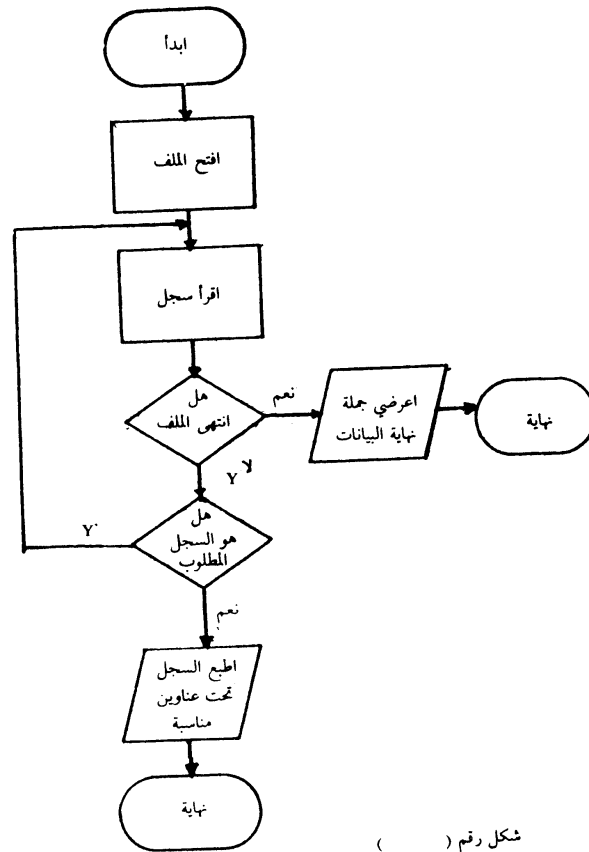 ابدأ
افتح الملف
اقرأ سجل
هل
انتهى الملف
نعم
اعرضي جملة
نهاية البيانات
نهاية
لا
Y
هل
هو السجل
المطلوب
Y
نعم
اطبع السجل
تحت عناوين
مناسبة
نهاية
شكل رقم ( )